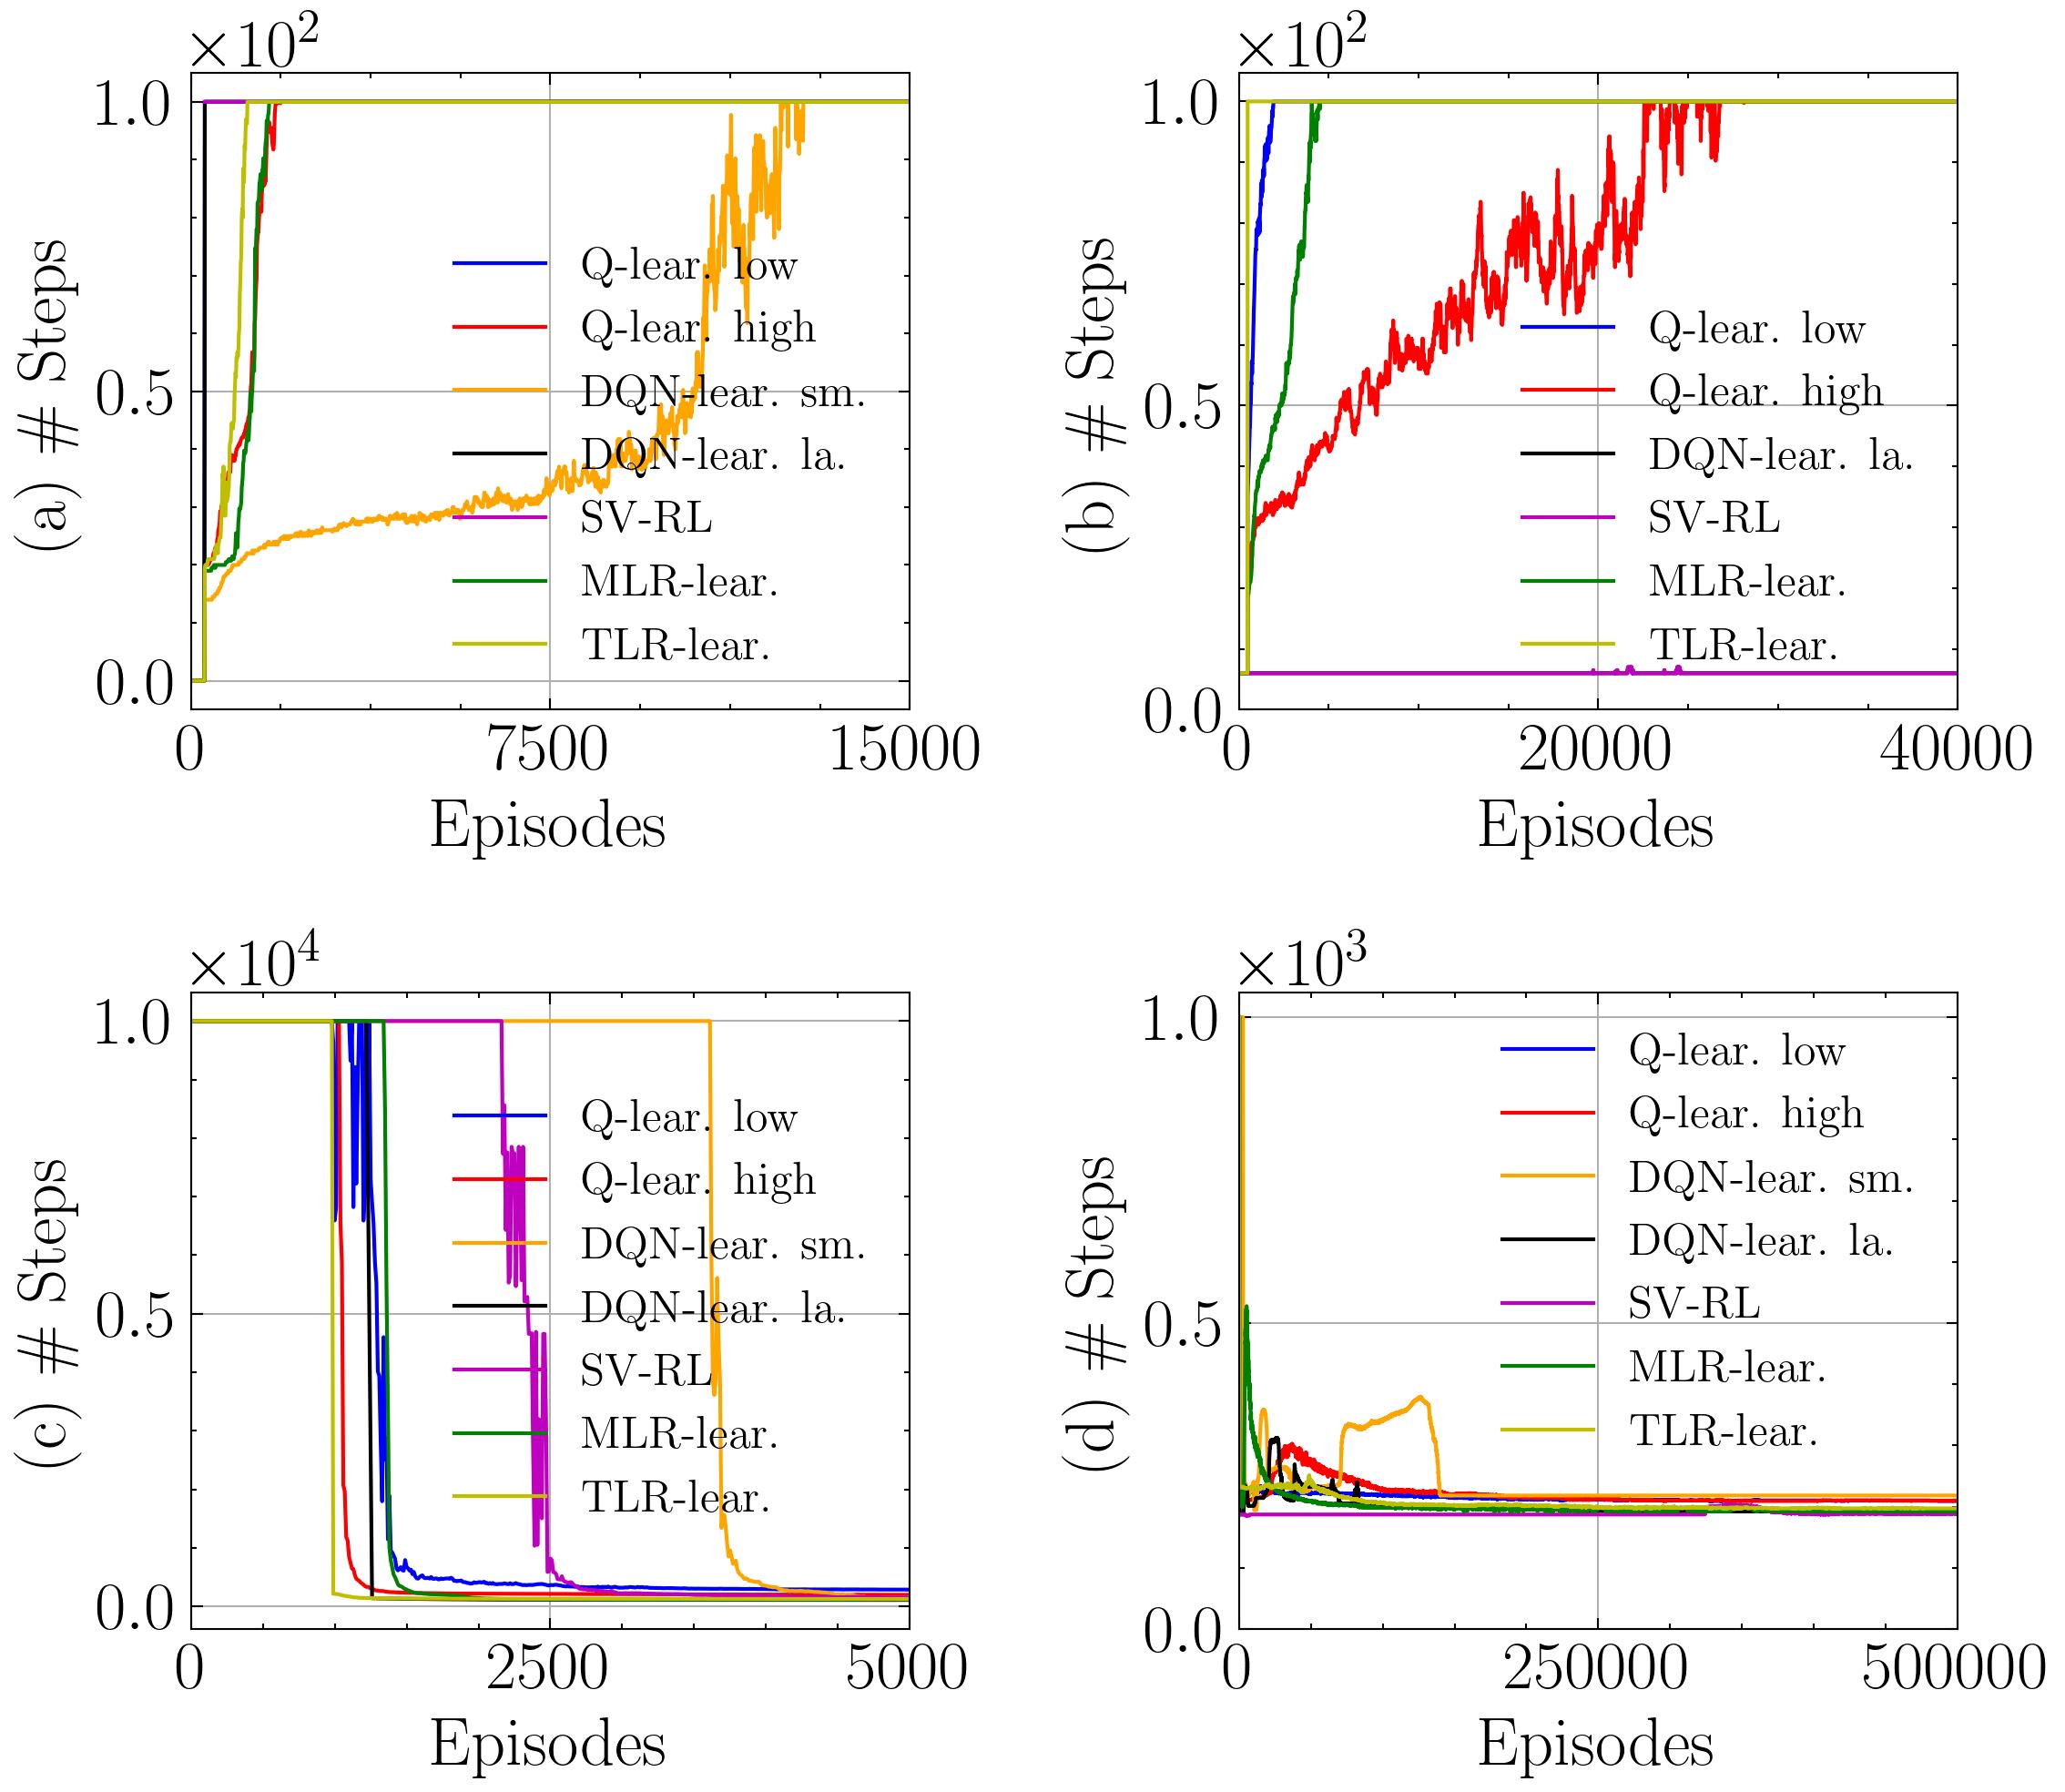 ×10²
(a) # Steps
1.0
0.5
0.0
Q-lear. low
Q-lear. high
DQN-lear. sm.
DQN-lear. la.
SV-RL
MLR-lear.
TLR-lear.
0 7500 15000
Episodes
×10²
(b) # Steps
1.0
0.5
0.0
Q-lear. low
Q-lear. high
DQN-lear. la.
SV-RL
MLR-lear.
TLR-lear.
0 20000 40000
Episodes
×10⁴
(c) # Steps
1.0
0.5
0.0
Q-lear. low
Q-lear. high
DQN-lear. sm.
DQN-lear. la.
SV-RL
MLR-lear.
TLR-lear.
0 2500 5000
Episodes
×10³
(d) # Steps
1.0
0.5
0.0
Q-lear. low
Q-lear. high
DQN-lear. sm.
DQN-lear. la.
SV-RL
MLR-lear.
TLR-lear.
0 250000 500000
Episodes